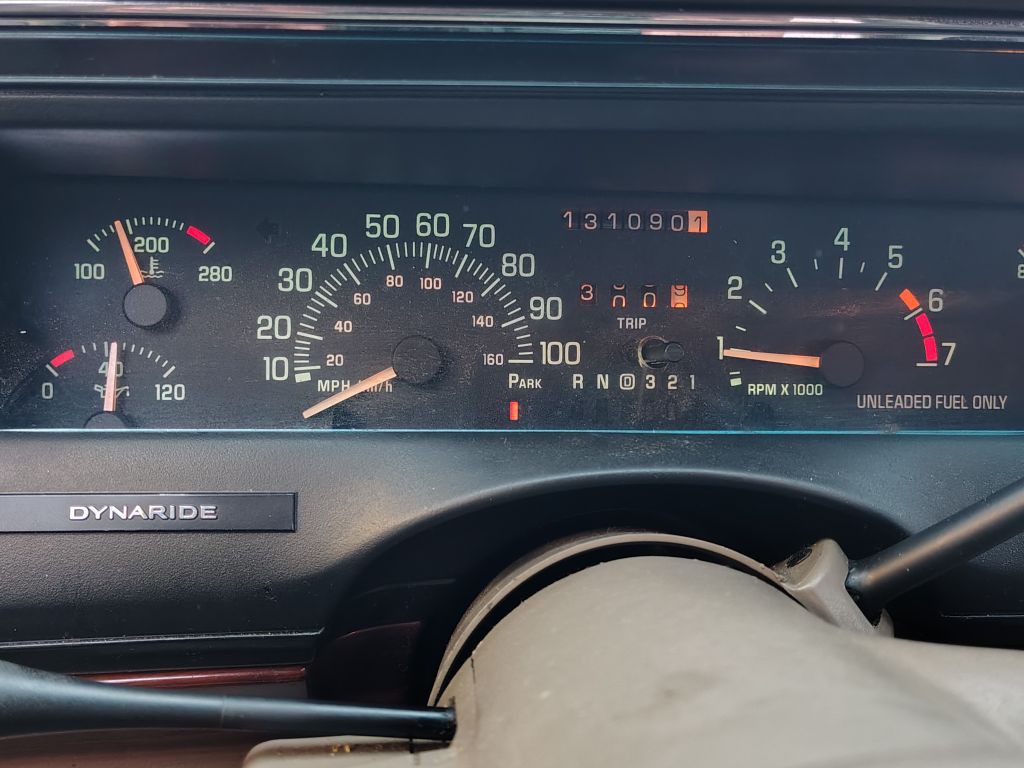 1310901
100 200 280
10 20 30 40 50 60 70 80 90 100
20 40 60 80 100 120 140 160
MPH
TRIP
0 40 120
PARK R N D 3 2 1
1 2 3 4 5 6 7
RPM X 1000
UNLEADED FUEL ONLY
DYNARIDE